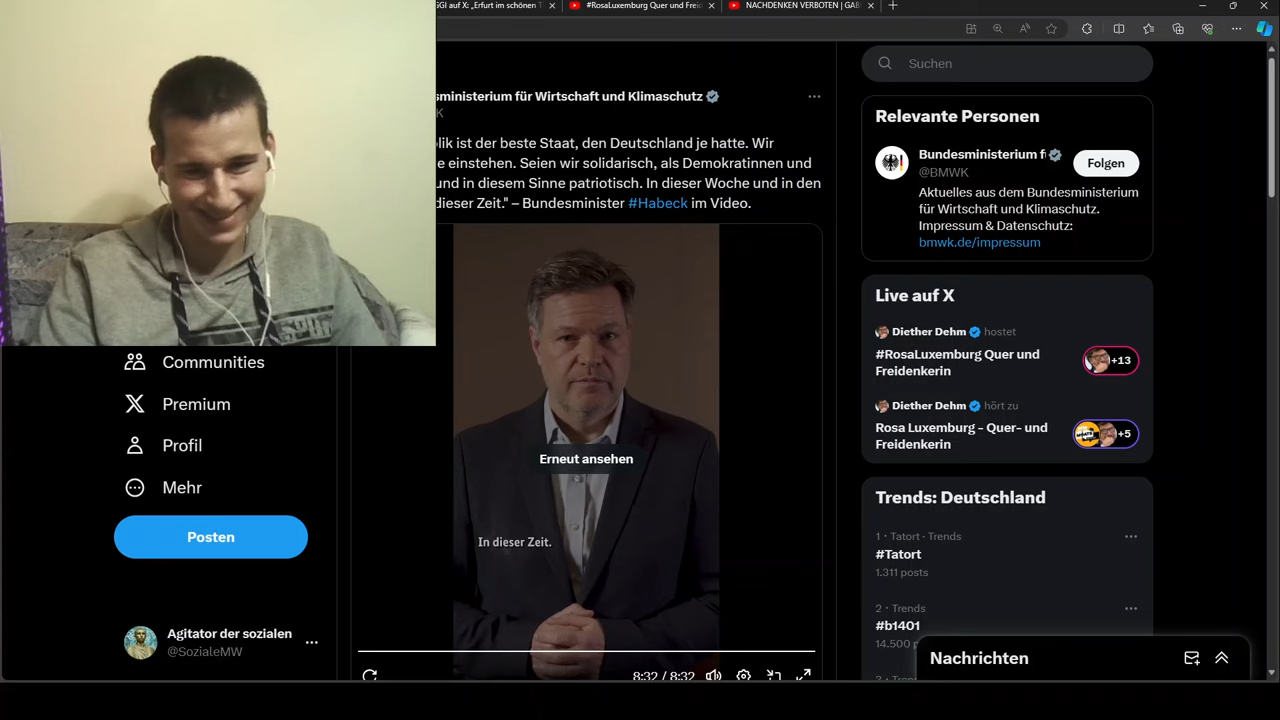 GGI auf X: „Erfurt im schönen T
#RosaLuxemburg Quer und Frei
NACHDENKEN VERBOTEN | GAB
sministerium für Wirtschaft und Klimaschutz
K
lik ist der beste Staat, den Deutschland je hatte. Wir
e einstehen. Seien wir solidarisch, als Demokratinnen und
und in diesem Sinne patriotisch. In dieser Woche und in den
dieser Zeit." – Bundesminister #Habeck im Video.
Erneut ansehen
In dieser Zeit.
8:32 / 8:32
Communities
Premium
Profil
Mehr
Posten
Agitator der sozialen
@SozialeMW
Suchen
Relevante Personen
Bundesministerium f
@BMWK
Folgen
Aktuelles aus dem Bundesministerium
für Wirtschaft und Klimaschutz.
Impressum & Datenschutz:
bmwk.de/impressum
Live auf X
Diether Dehm hostet
#RosaLuxemburg Quer und
Freidenkerin
+13
Diether Dehm hört zu
Rosa Luxemburg - Quer- und
Freidenkerin
+5
Trends: Deutschland
1 · Tatort · Trends
#Tatort
1.311 posts
2 · Trends
#b1401
14.500 p
Nachrichten